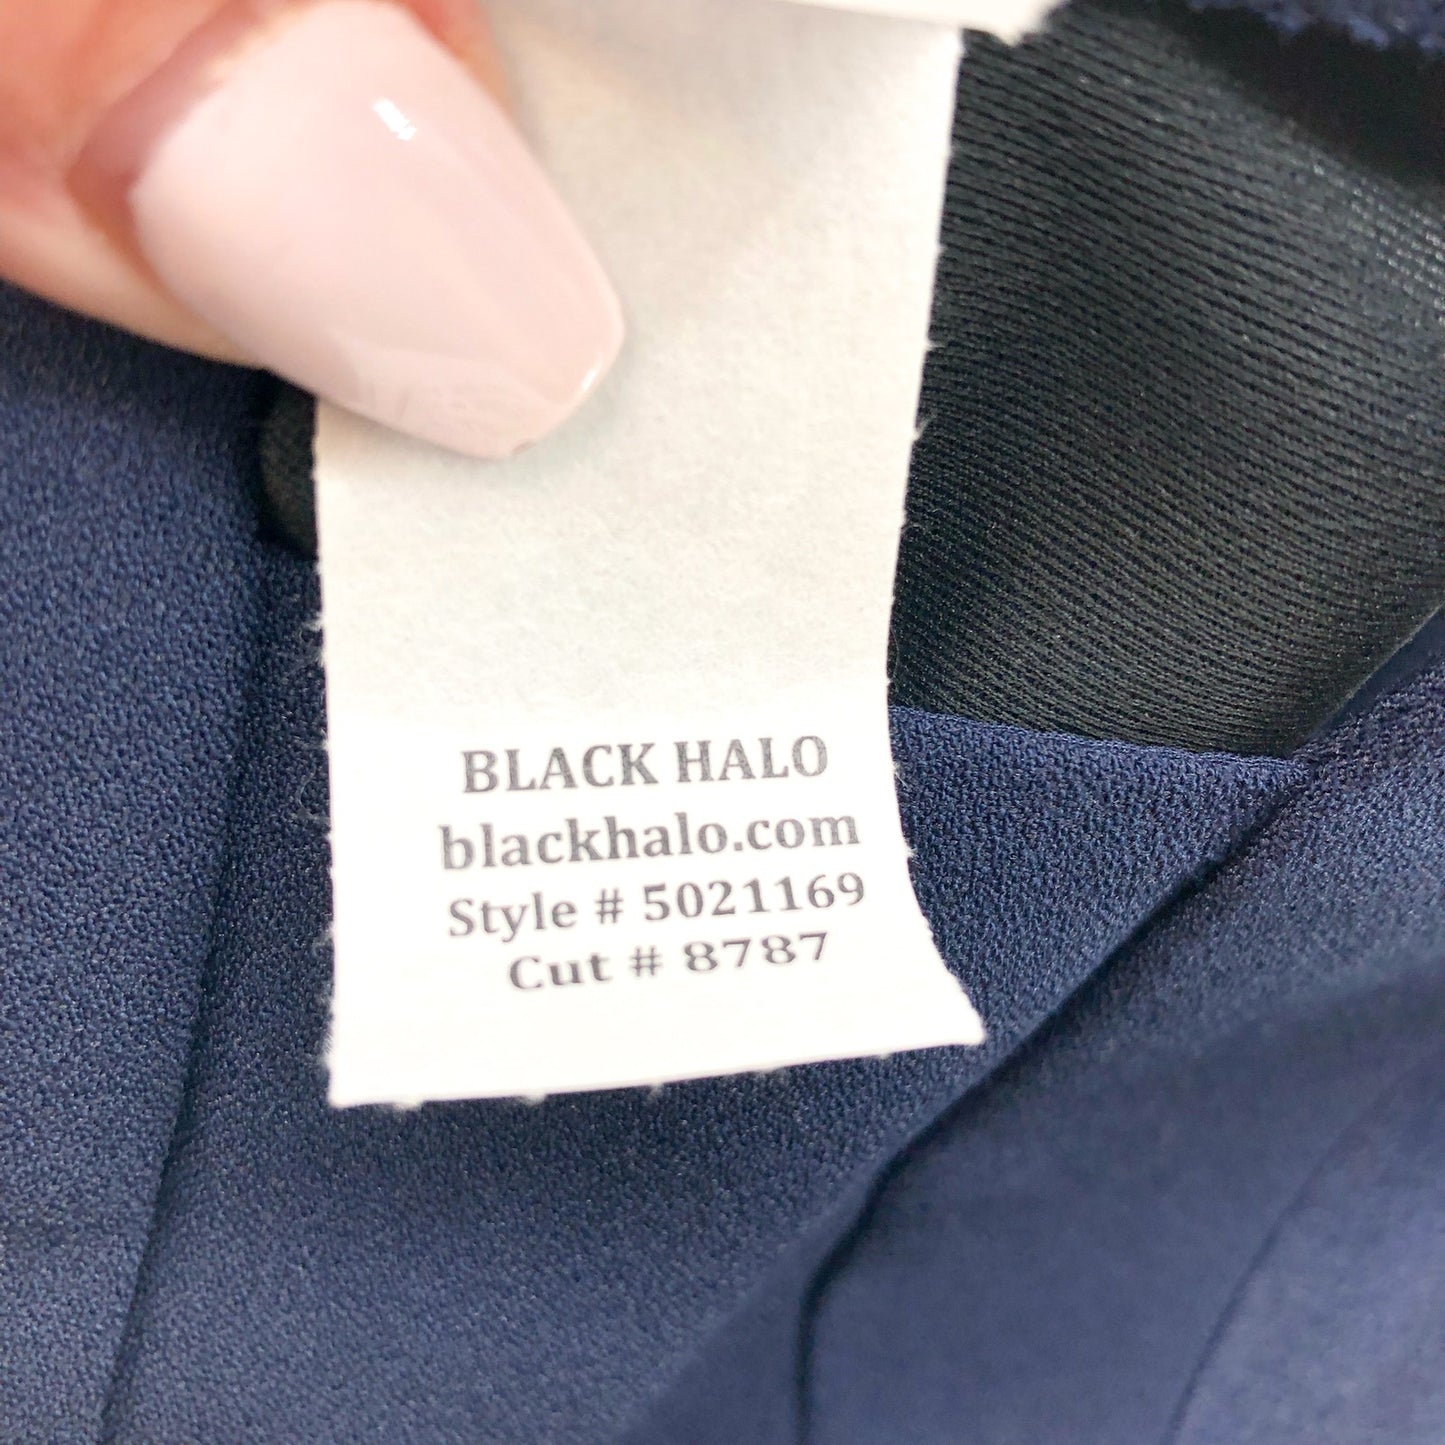 BLACK HALO
blackhalo.com
Style # 5021169
Cut # 8787